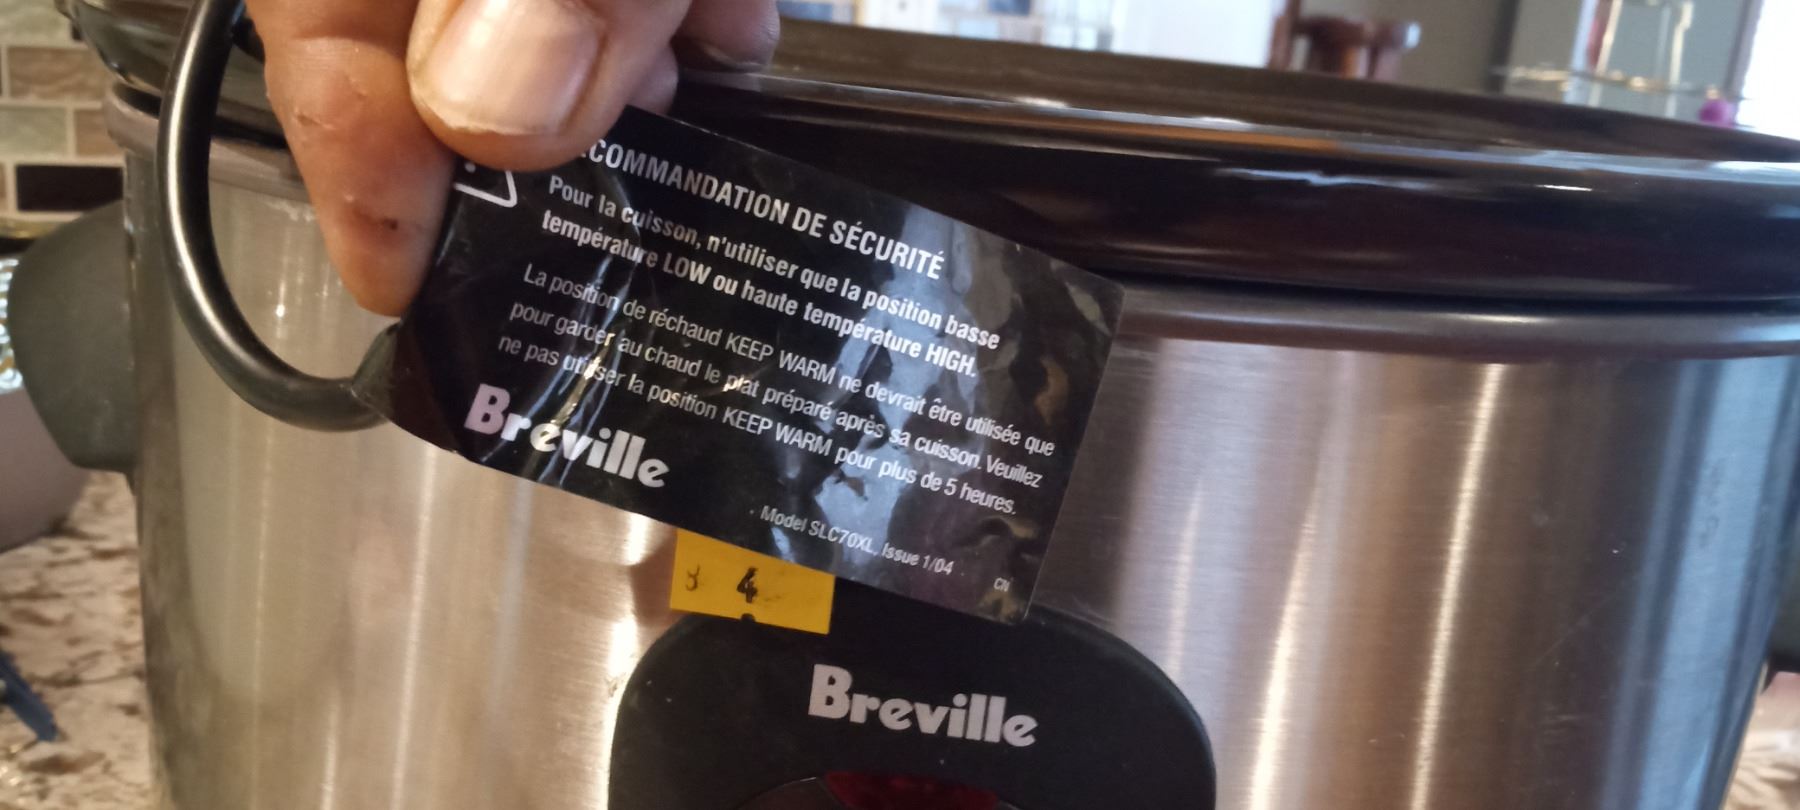 COMMANDATION DE SÉCURITÉ
Pour la cuisson, n'utiliser que la position basse
température LOW ou haute température HIGH.
La position de réchaud KEEP WARM ne devrait être utilisée que
pour garder au chaud le plat préparé après sa cuisson. Veuillez
ne pas utiliser la position KEEP WARM pour plus de 5 heures.
Breville
Model SLC70XL, Issue 1/04
CN
4
Breville